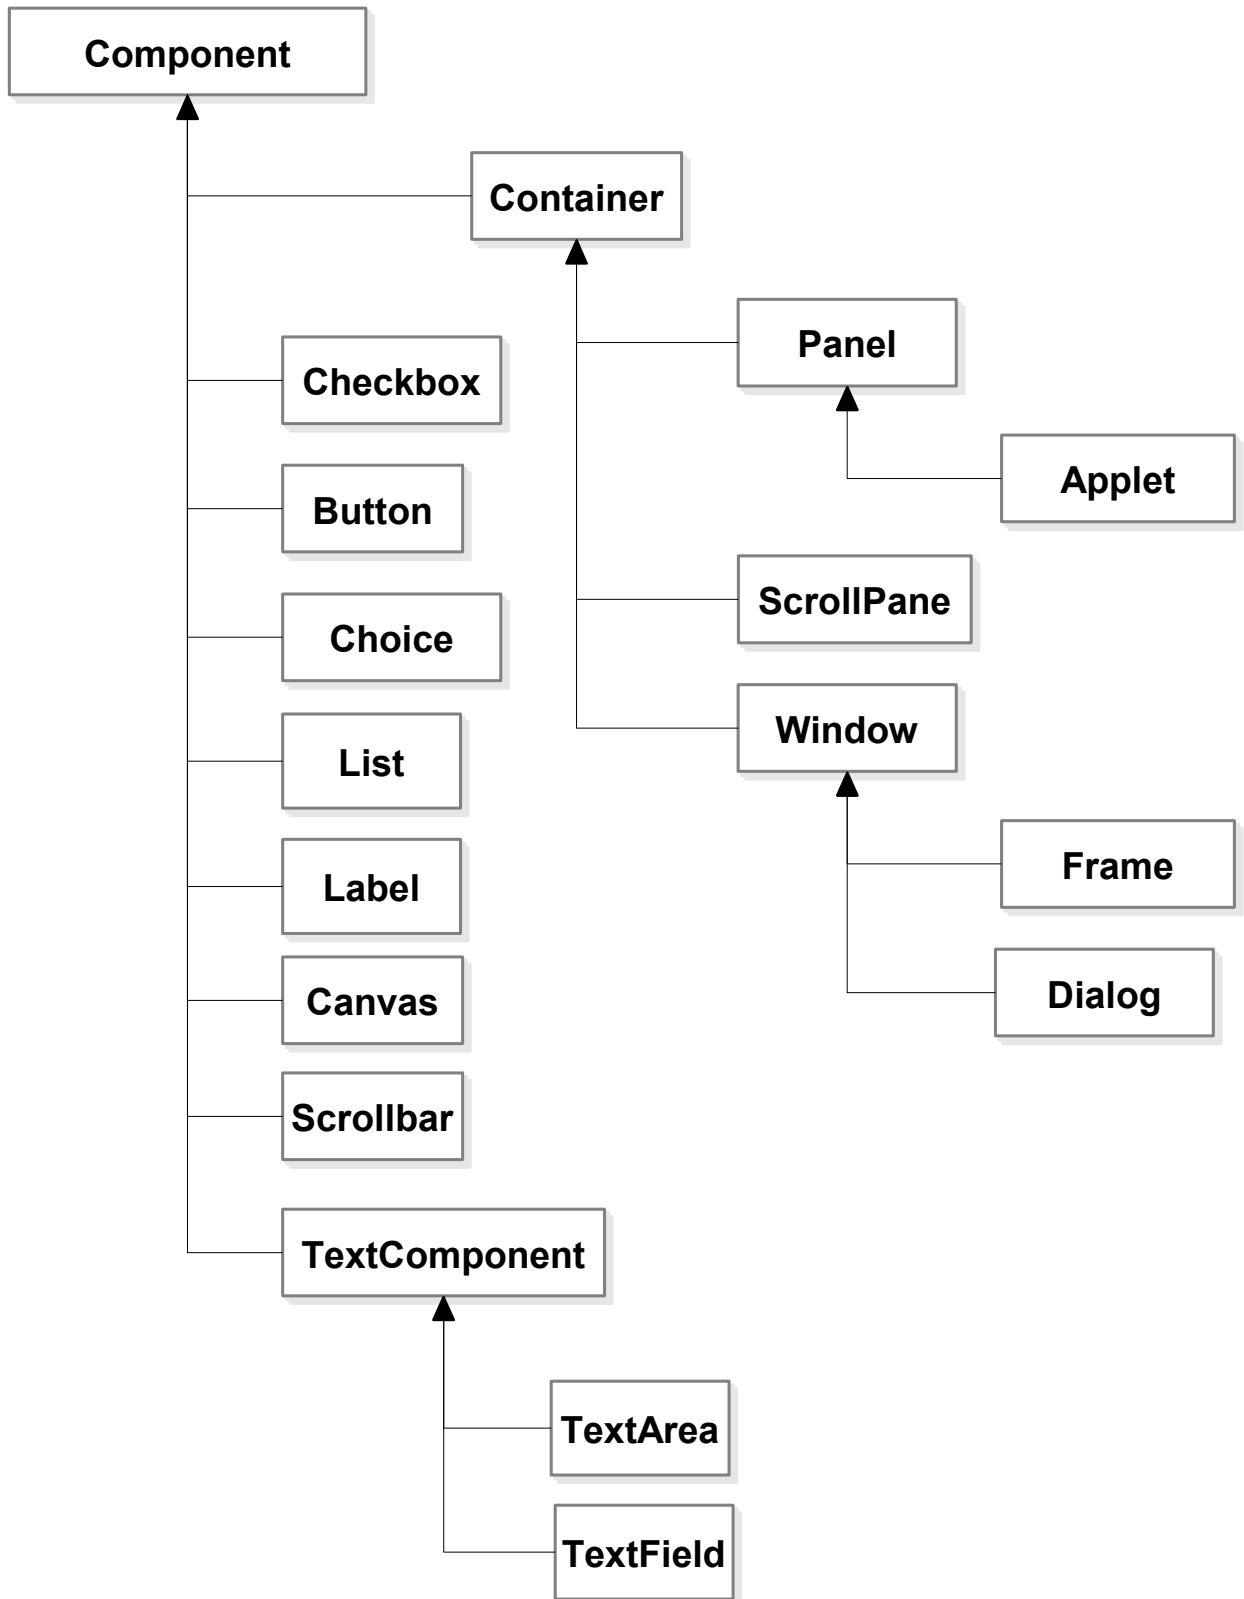 Component
Container
Panel
Checkbox
Applet
Button
ScrollPane
Choice
Window
List
Frame
Label
Dialog
Canvas
Scrollbar
TextComponent
TextArea
TextField